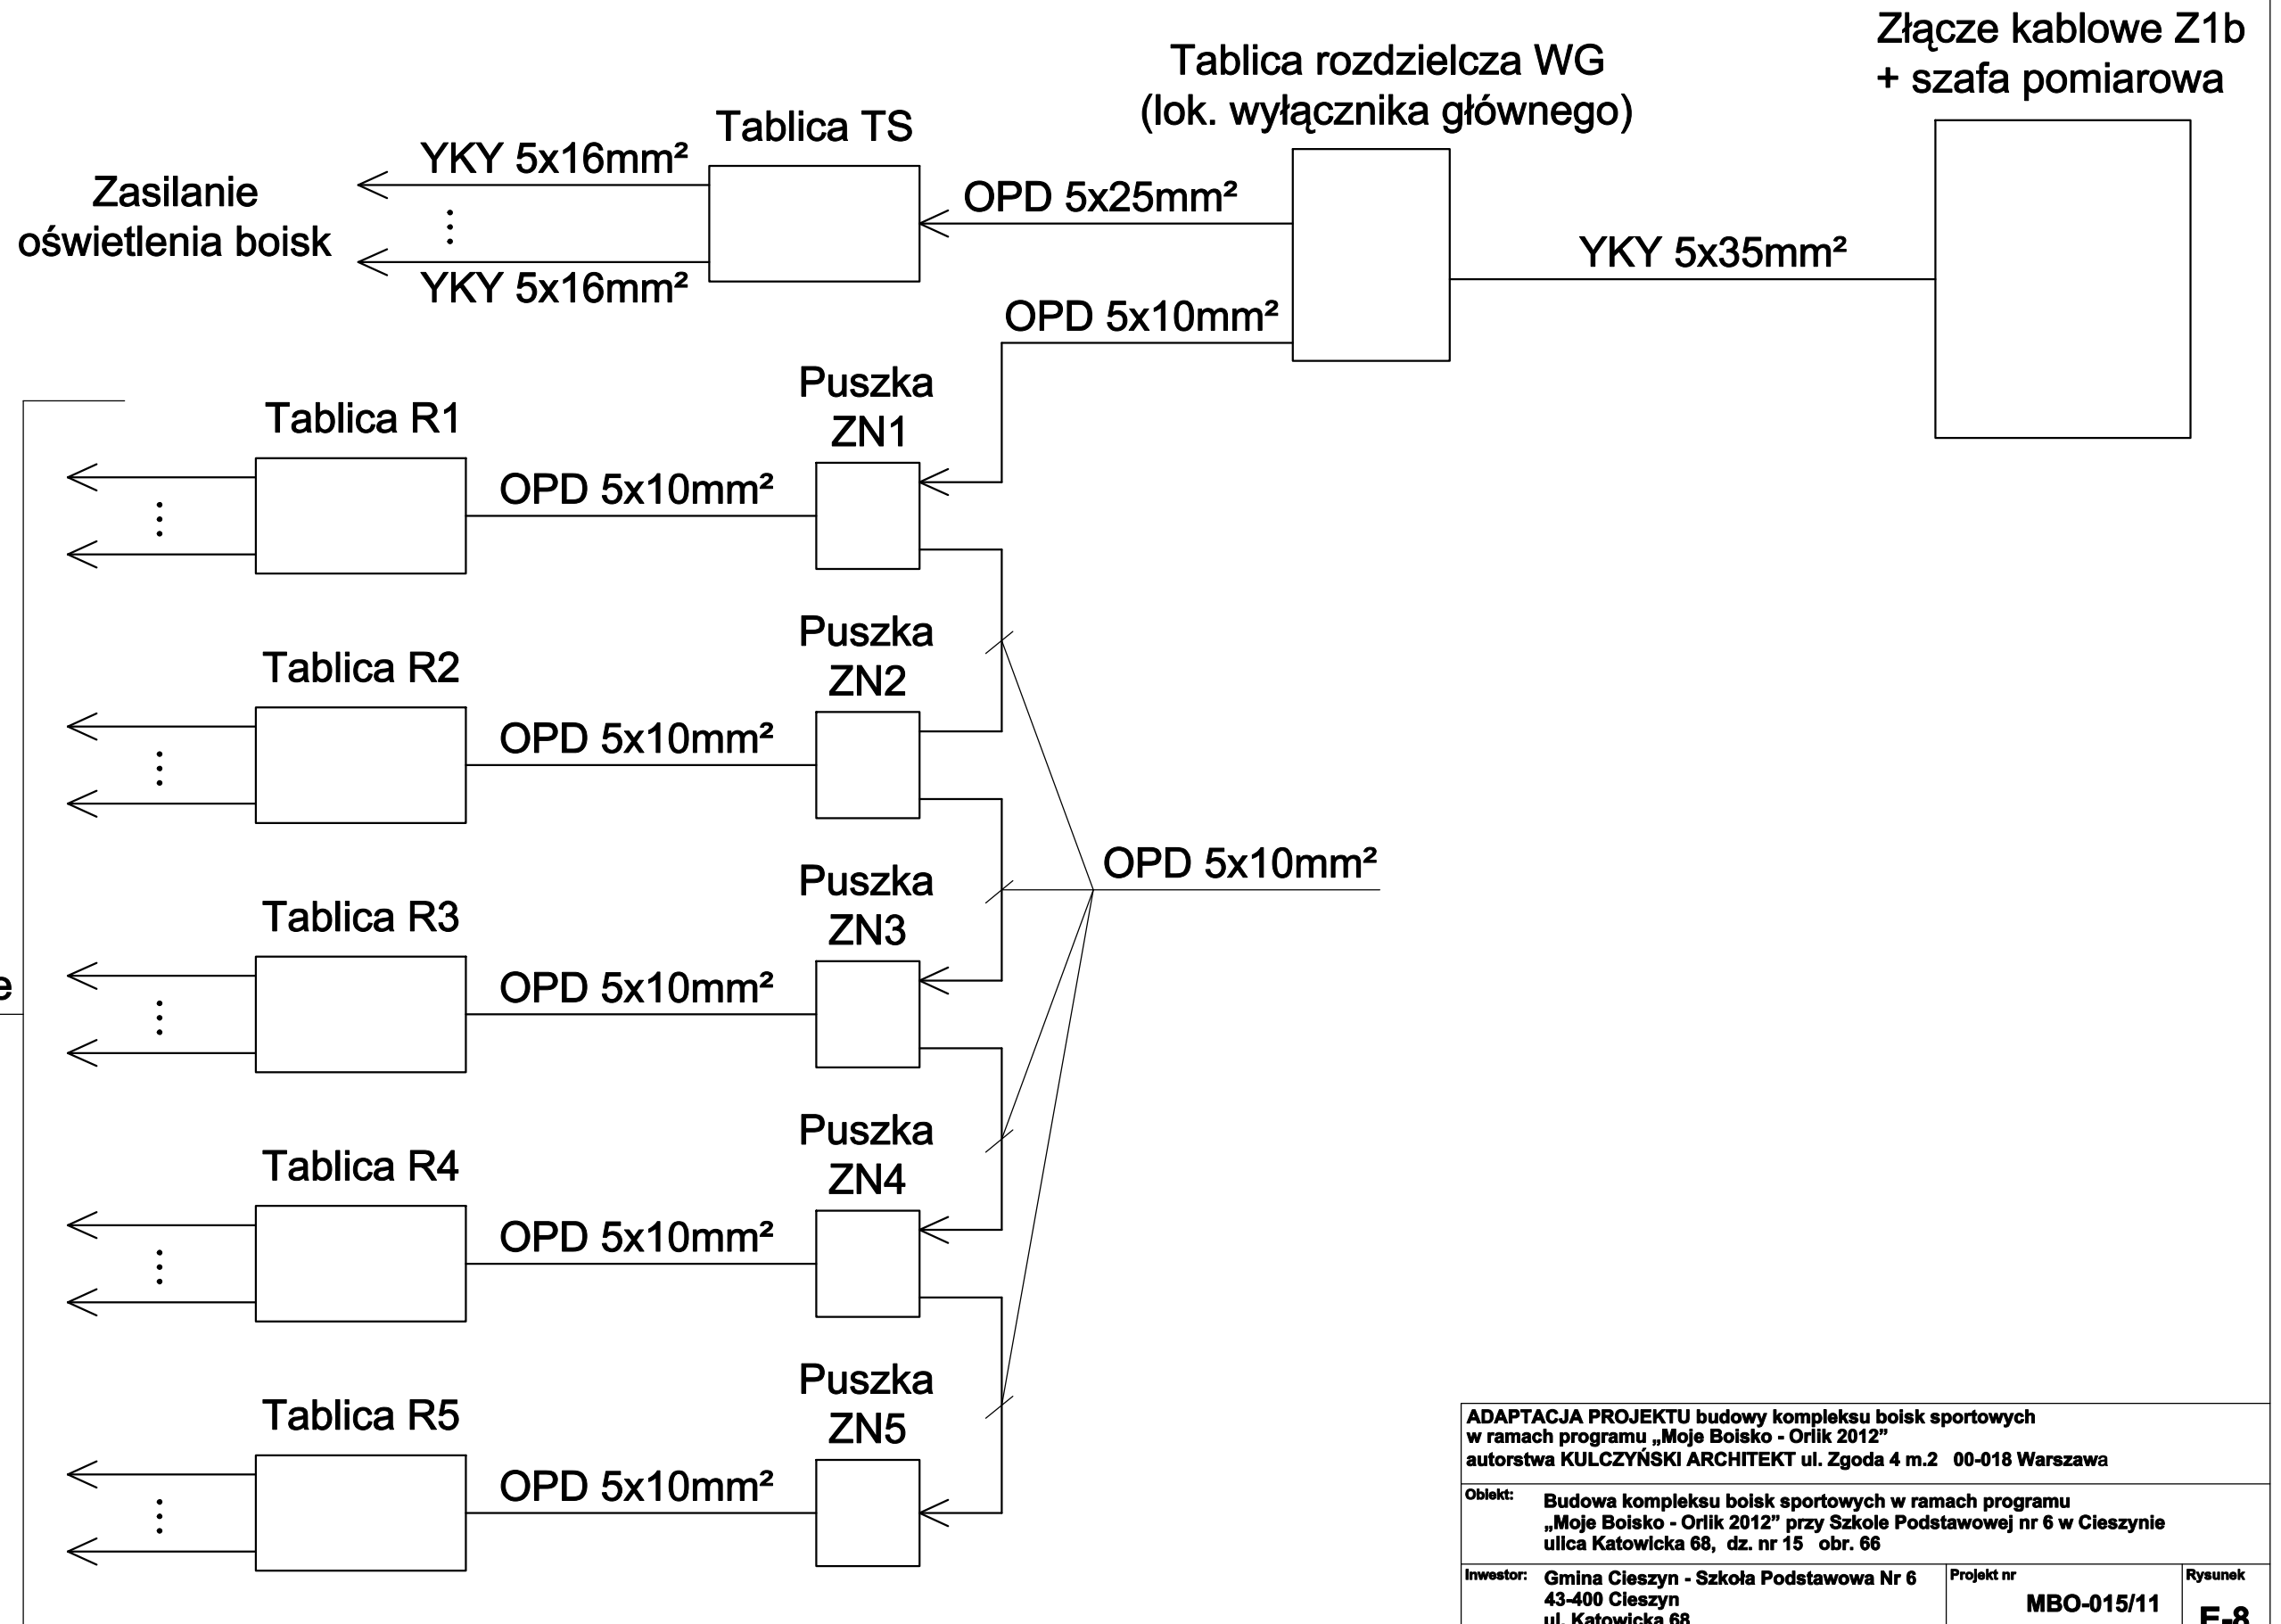 Złącze kablowe Z1b
+ szafa pomiarowa
Tablica rozdzielcza WG
(lok. wyłącznika głównego)
Tablica TS
YKY 5x16mm²
YKY 5x16mm²
Zasilanie
oświetlenia boisk
OPD 5x25mm²
YKY 5x35mm²
OPD 5x10mm²
Puszka
ZN1
Tablica R1
OPD 5x10mm²
Puszka
ZN2
Tablica R2
OPD 5x10mm²
OPD 5x10mm²
Puszka
ZN3
Tablica R3
OPD 5x10mm²
Puszka
ZN4
Tablica R4
OPD 5x10mm²
Puszka
ZN5
Tablica R5
OPD 5x10mm²
ADAPTACJA PROJEKTU budowy kompleksu boisk sportowych
w ramach programu „Moje Boisko - Orlik 2012”
autorstwa KULCZYŃSKI ARCHITEKT ul. Zgoda 4 m.2 00-018 Warszawa
Obiekt:
Budowa kompleksu boisk sportowych w ramach programu
„Moje Boisko - Orlik 2012” przy Szkole Podstawowej nr 6 w Cieszynie
ulica Katowicka 68, dz. nr 15 obr. 66
Inwestor:
Gmina Cieszyn - Szkoła Podstawowa Nr 6
43-400 Cieszyn
ul. Katowicka 68
Projekt nr
MBO-015/11
Rysunek
E-8